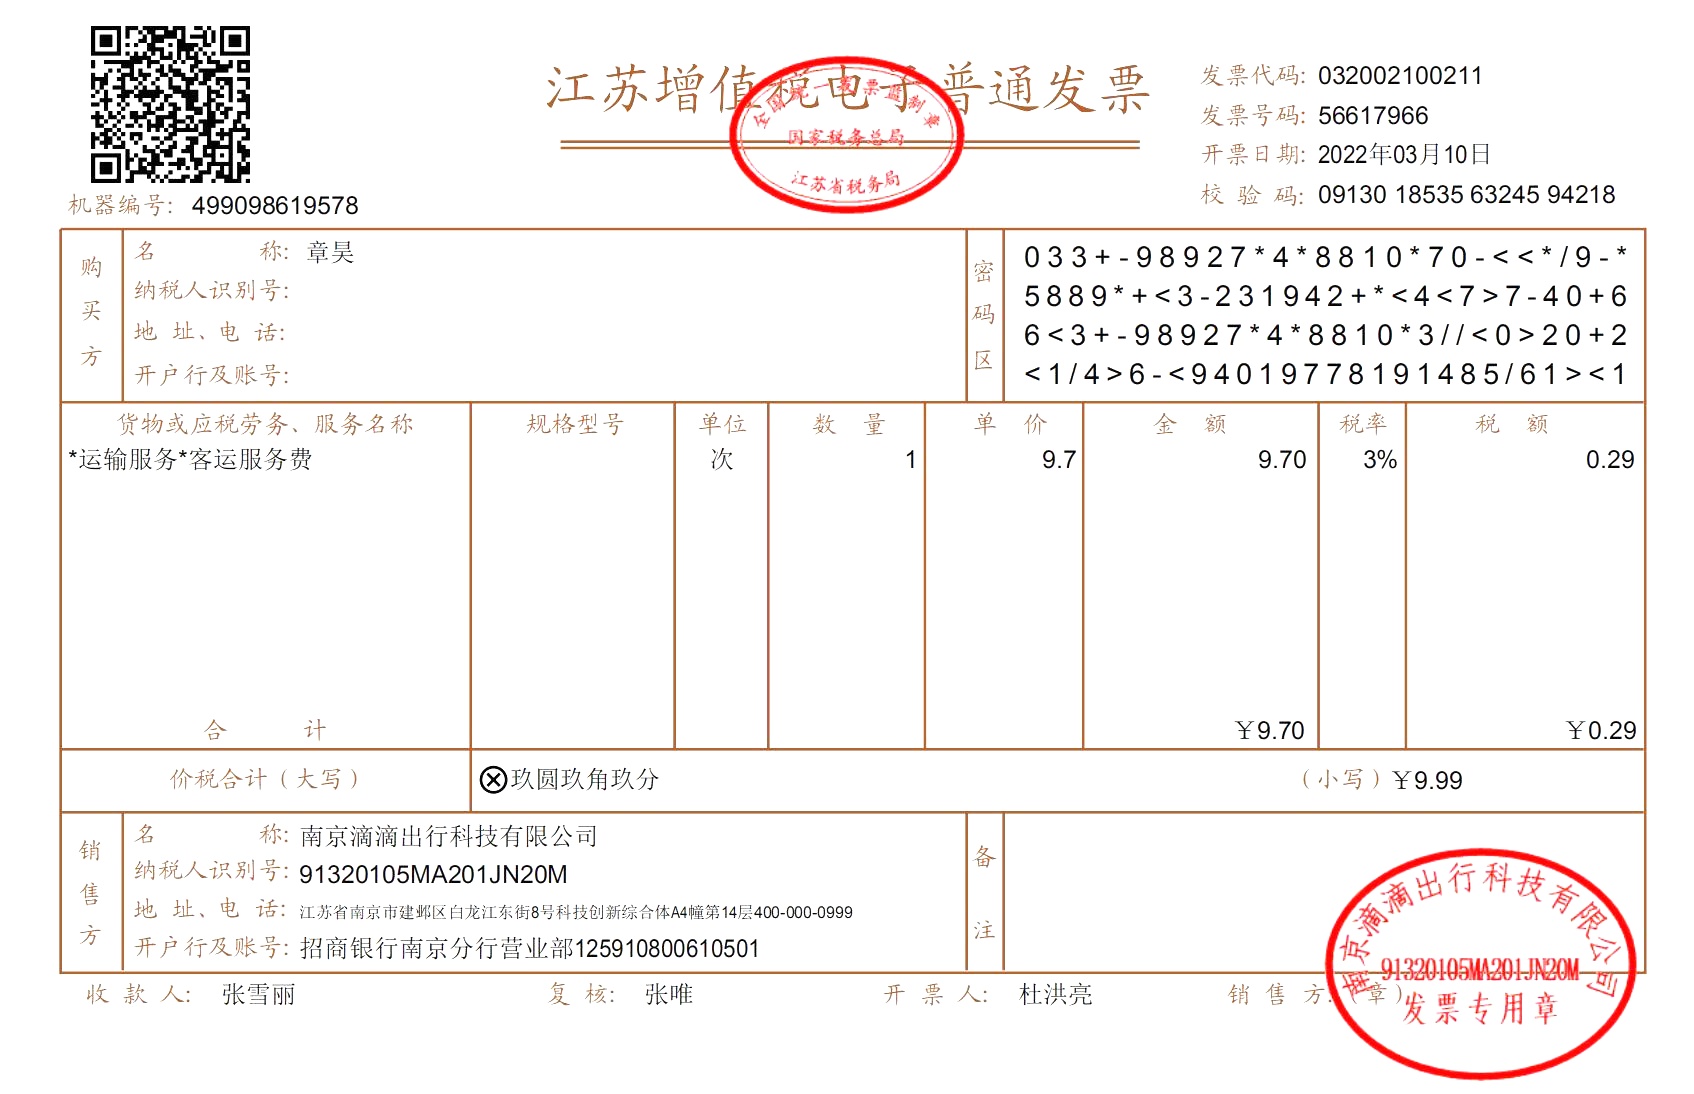 江苏增值税电子普通发票
全国统一发票监制章
国家税务总局
江苏省税务局
发票代码: 032002100211
发票号码: 56617966
开票日期: 2022年03月10日
校验码: 09130 18535 63245 94218
机器编号: 499098619578
购买方
名称: 章昊
纳税人识别号:
地址、电话:
开户行及账号:
密码区
033+-98927*4*8810*70-<<*/9-*
5889*+<3-231942+*<4<7>7-40+6
6<3+-98927*4*8810*3//<0>20+2
<1/4>6-<94019778191485/61><1
货物或应税劳务、服务名称 规格型号 单位 数量 单价 金额 税率 税额
*运输服务*客运服务费 次 1 9.7 9.70 3% 0.29
合计 ￥9.70 ￥0.29
价税合计（大写） ⊗玖圆玖角玖分 （小写）￥9.99
销售方
名称: 南京滴滴出行科技有限公司
纳税人识别号: 91320105MA201JN20M
地址、电话: 江苏省南京市建邺区白龙江东街8号科技创新综合体A4幢第14层400-000-0999
开户行及账号: 招商银行南京分行营业部125910800610501
备注
收款人: 张雪丽 复核: 张唯 开票人: 杜洪亮 销售方:（章）
南京滴滴出行科技有限公司
91320105MA201JN20M
发票专用章